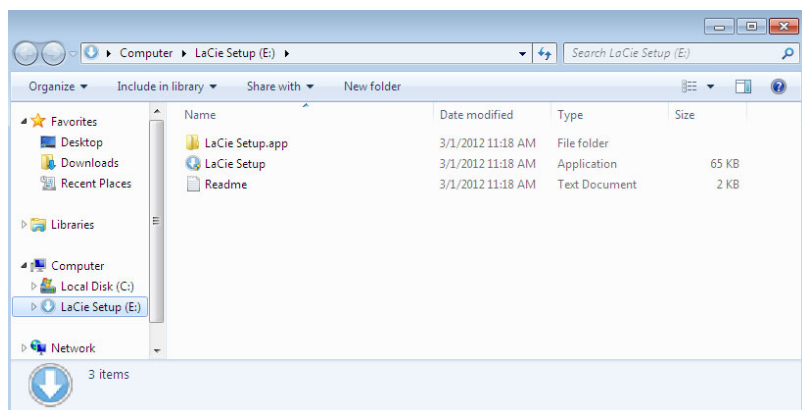 Computer LaCie Setup (E:) Search LaCie Setup (E:)
Organize Include in library Share with New folder
Favorites
Desktop
Downloads
Recent Places
Libraries
Computer
Local Disk (C:)
LaCie Setup (E:)
Network
Name Date modified Type Size
LaCie Setup.app 3/1/2012 11:18 AM File folder
LaCie Setup 3/1/2012 11:18 AM Application 65 KB
Readme 3/1/2012 11:18 AM Text Document 2 KB
3 items